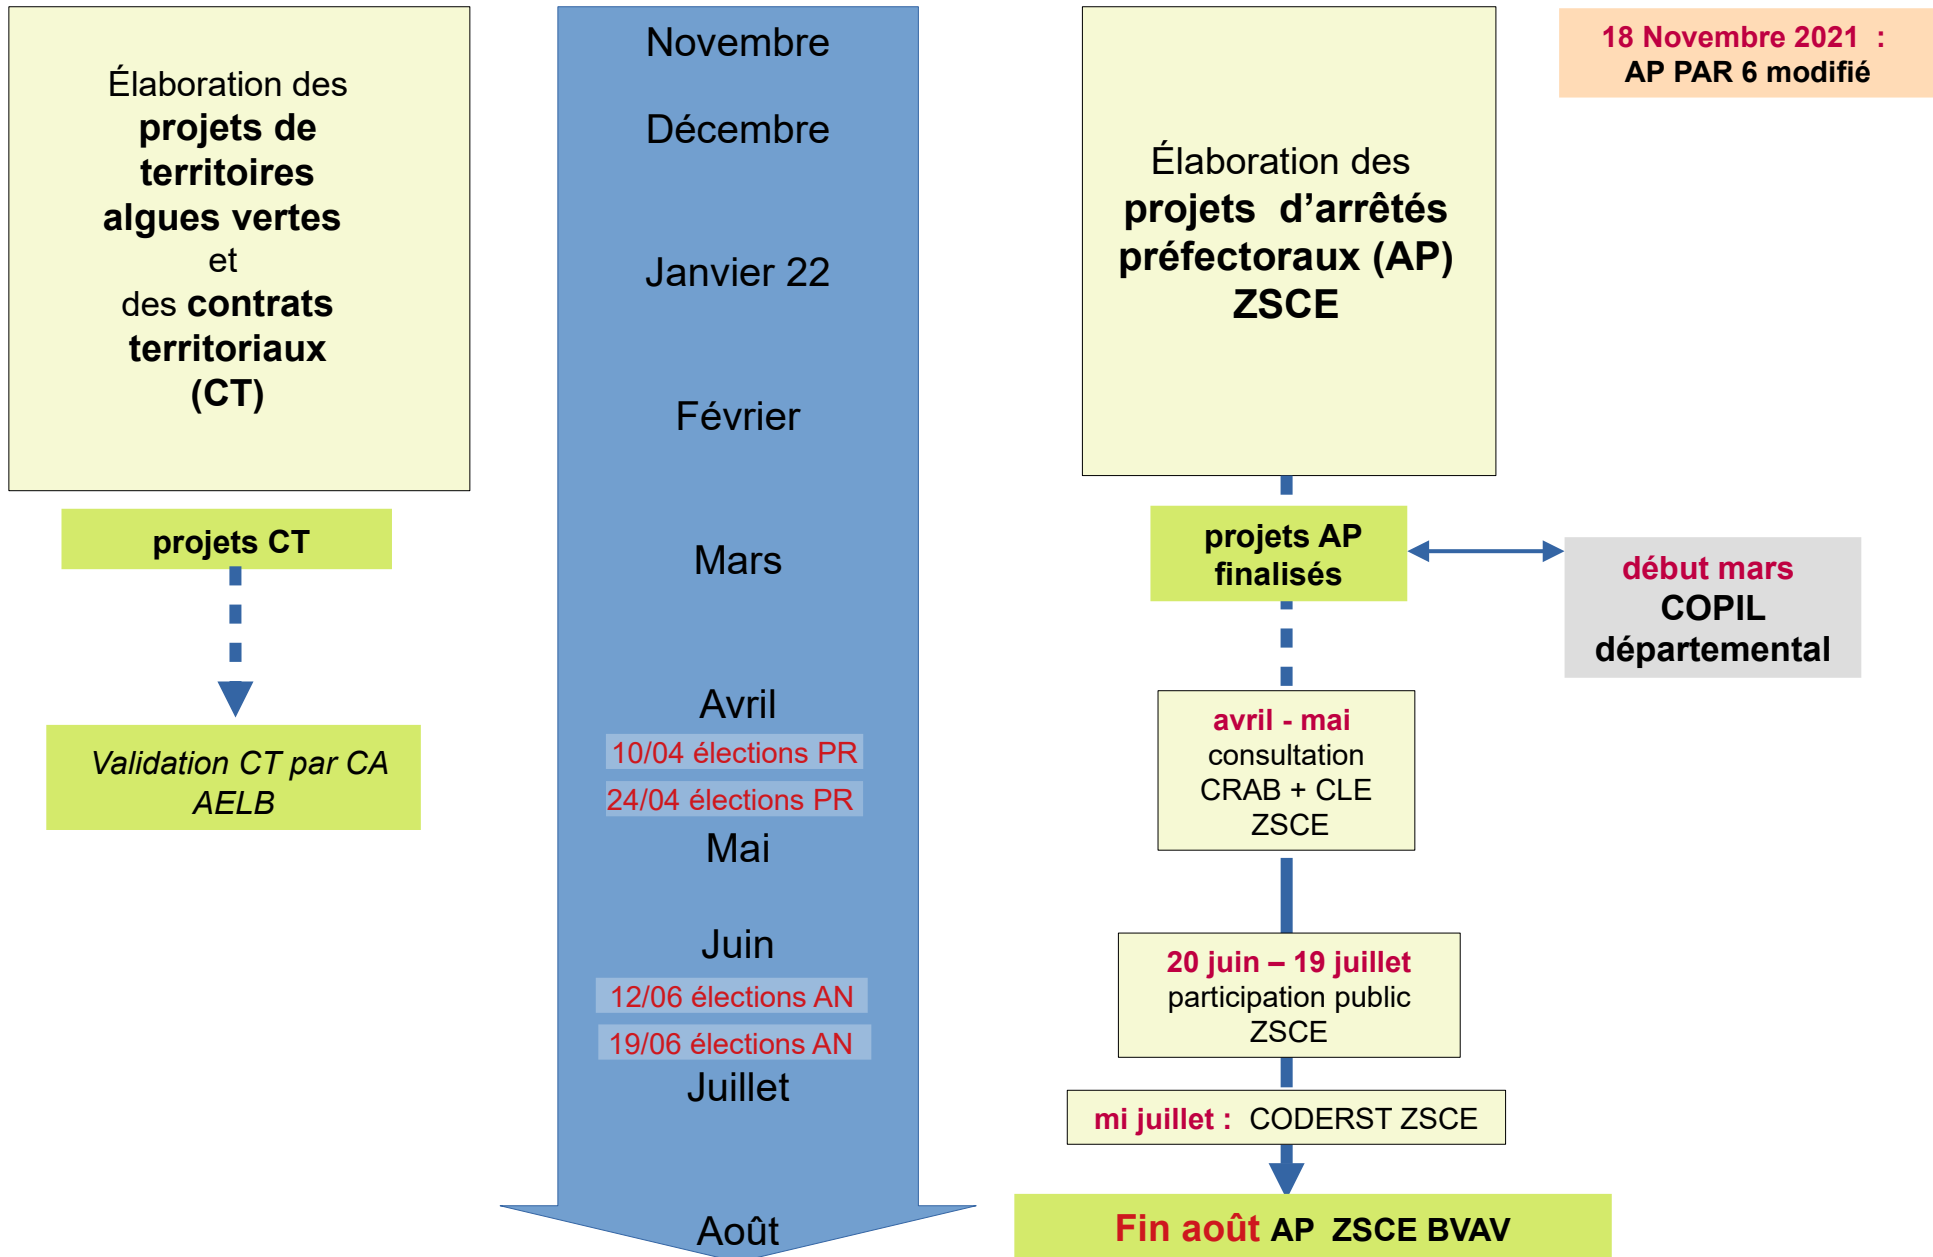 Élaboration des
projets de
territoires
algues vertes
et
des contrats
territoriaux
(CT)
projets CT
Validation CT par CA
AELB
Novembre
Décembre
Janvier 22
Février
Mars
Avril
10/04 élections PR
24/04 élections PR
Mai
Juin
12/06 élections AN
19/06 élections AN
Juillet
Août
Élaboration des
projets d’arrêtés
préfectoraux (AP)
ZSCE
projets AP
finalisés
avril - mai
consultation
CRAB + CLE
ZSCE
20 juin – 19 juillet
participation public
ZSCE
mi juillet : CODERST ZSCE
Fin août AP ZSCE BVAV
18 Novembre 2021 :
AP PAR 6 modifié
début mars
COPIL
départemental